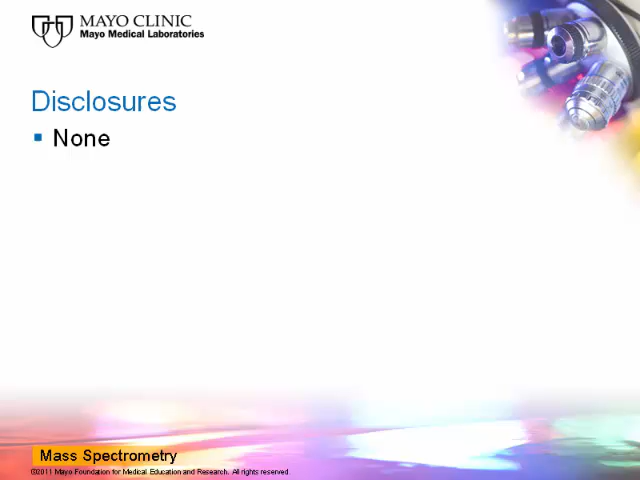 MAYO CLINIC
Mayo Medical Laboratories
Disclosures
▪ None
Mass Spectrometry
©2011 Mayo Foundation for Medical Education and Research. All rights reserved.